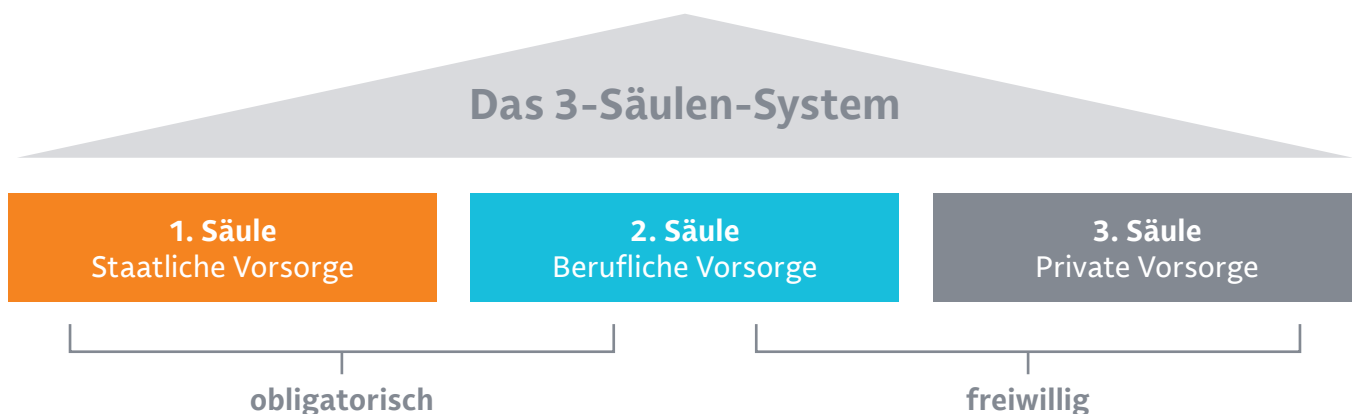 Das 3-Säulen-System
1. Säule
Staatliche Vorsorge
2. Säule
Berufliche Vorsorge
3. Säule
Private Vorsorge
obligatorisch
freiwillig